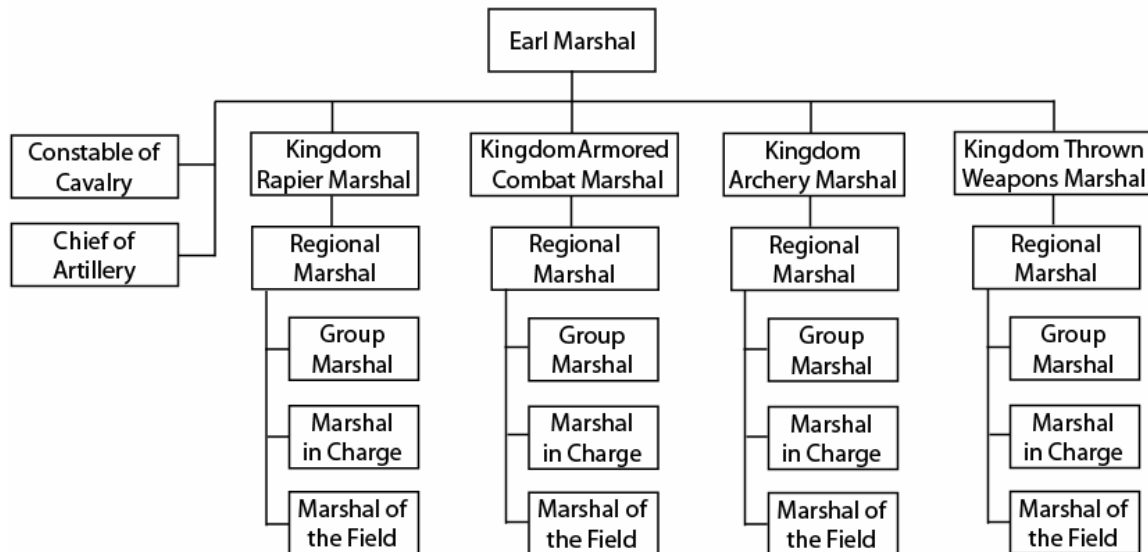 Earl Marshal
Constable of
Cavalry
Chief of
Artillery
Kingdom
Rapier Marshal
Regional
Marshal
Group
Marshal
Marshal
in Charge
Marshal of
the Field
Kingdom Armored
Combat Marshal
Regional
Marshal
Group
Marshal
Marshal
in Charge
Marshal of
the Field
Kingdom
Archery Marshal
Regional
Marshal
Group
Marshal
Marshal
in Charge
Marshal of
the Field
Kingdom Thrown
Weapons Marshal
Regional
Marshal
Group
Marshal
Marshal
in Charge
Marshal of
the Field